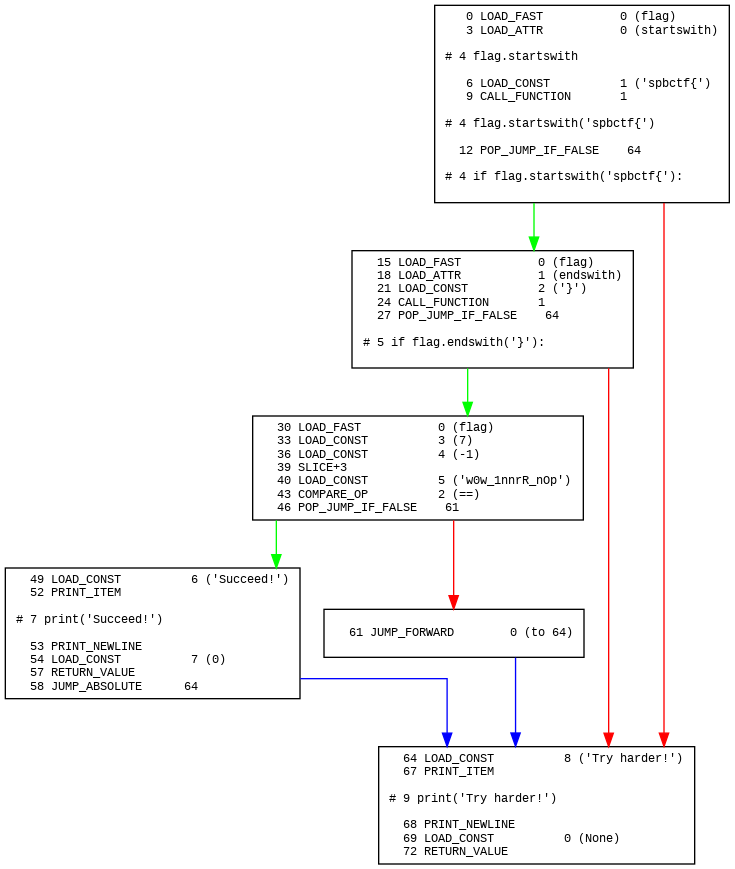 0 LOAD_FAST 0 (flag)
3 LOAD_ATTR 0 (startswith)
# 4 flag.startswith
6 LOAD_CONST 1 ('spbctf{')
9 CALL_FUNCTION 1
# 4 flag.startswith('spbctf{')
12 POP_JUMP_IF_FALSE 64
# 4 if flag.startswith('spbctf{'):
15 LOAD_FAST 0 (flag)
18 LOAD_ATTR 1 (endswith)
21 LOAD_CONST 2 ('}')
24 CALL_FUNCTION 1
27 POP_JUMP_IF_FALSE 64
# 5 if flag.endswith('}'):
30 LOAD_FAST 0 (flag)
33 LOAD_CONST 3 (7)
36 LOAD_CONST 4 (-1)
39 SLICE+3
40 LOAD_CONST 5 ('w0w_1nnrR_nOp')
43 COMPARE_OP 2 (==)
46 POP_JUMP_IF_FALSE 61
49 LOAD_CONST 6 ('Succeed!')
52 PRINT_ITEM
# 7 print('Succeed!')
53 PRINT_NEWLINE
54 LOAD_CONST 7 (0)
57 RETURN_VALUE
58 JUMP_ABSOLUTE 64
61 JUMP_FORWARD 0 (to 64)
64 LOAD_CONST 8 ('Try harder!')
67 PRINT_ITEM
# 9 print('Try harder!')
68 PRINT_NEWLINE
69 LOAD_CONST 0 (None)
72 RETURN_VALUE